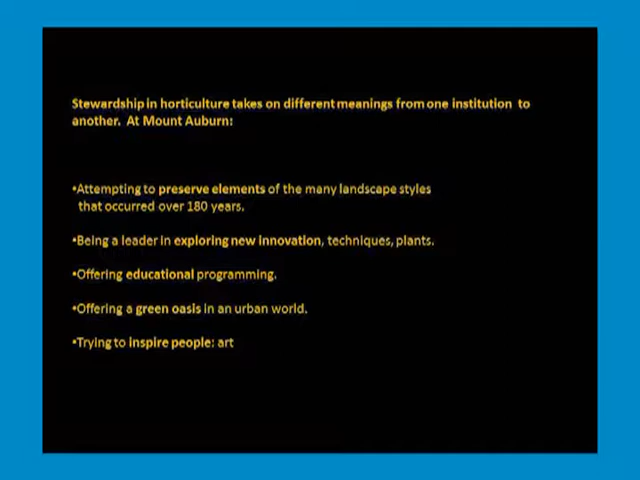 Stewardship in horticulture takes on different meanings from one institution to
another. At Mount Auburn:
•Attempting to preserve elements of the many landscape styles
that occurred over 180 years.
•Being a leader in exploring new innovation, techniques, plants.
•Offering educational programming.
•Offering a green oasis in an urban world.
•Trying to inspire people: art